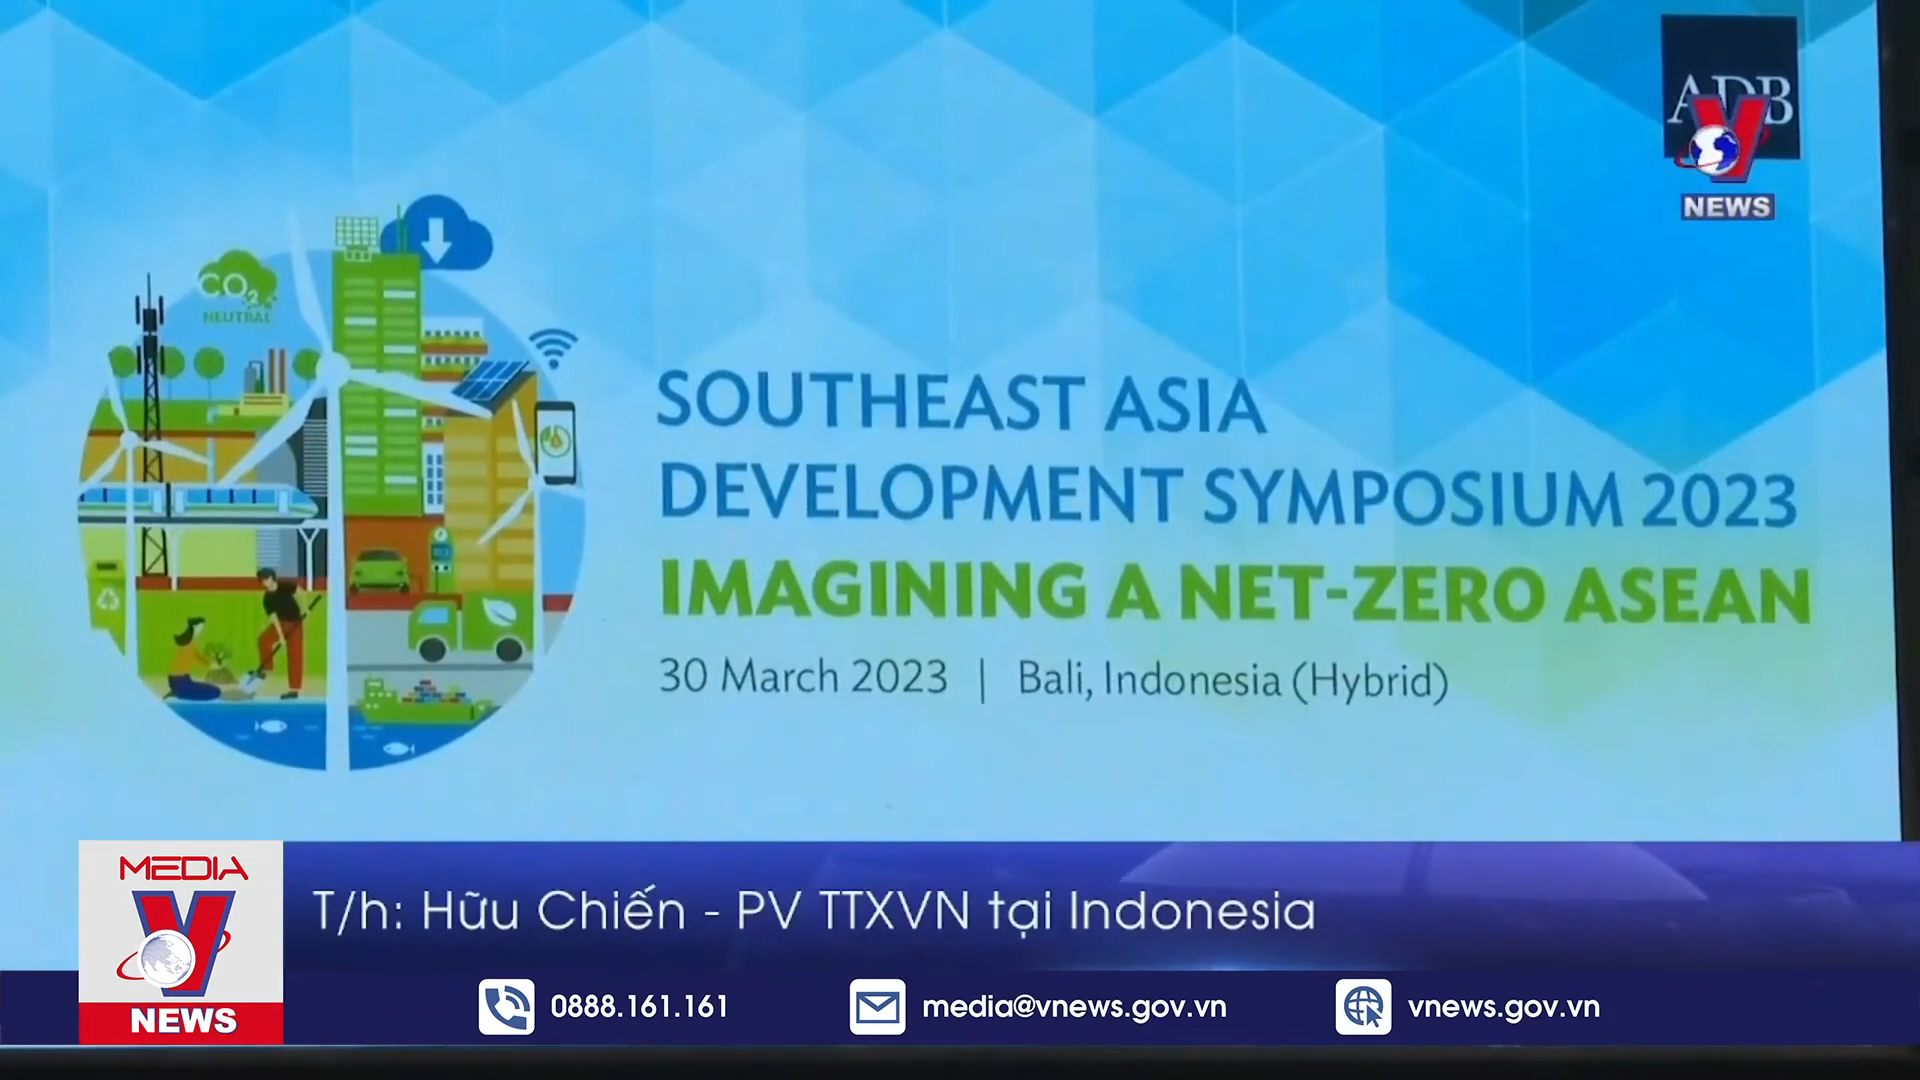 ADB
NEWS
CO2
NEUTRAL
SOUTHEAST ASIA
DEVELOPMENT SYMPOSIUM 2023
IMAGINING A NET-ZERO ASEAN
30 March 2023 | Bali, Indonesia (Hybrid)
MEDIA
NEWS
T/h: Hữu Chiến - PV TTXVN tại Indonesia
0888.161.161
media@vnews.gov.vn
vnews.gov.vn